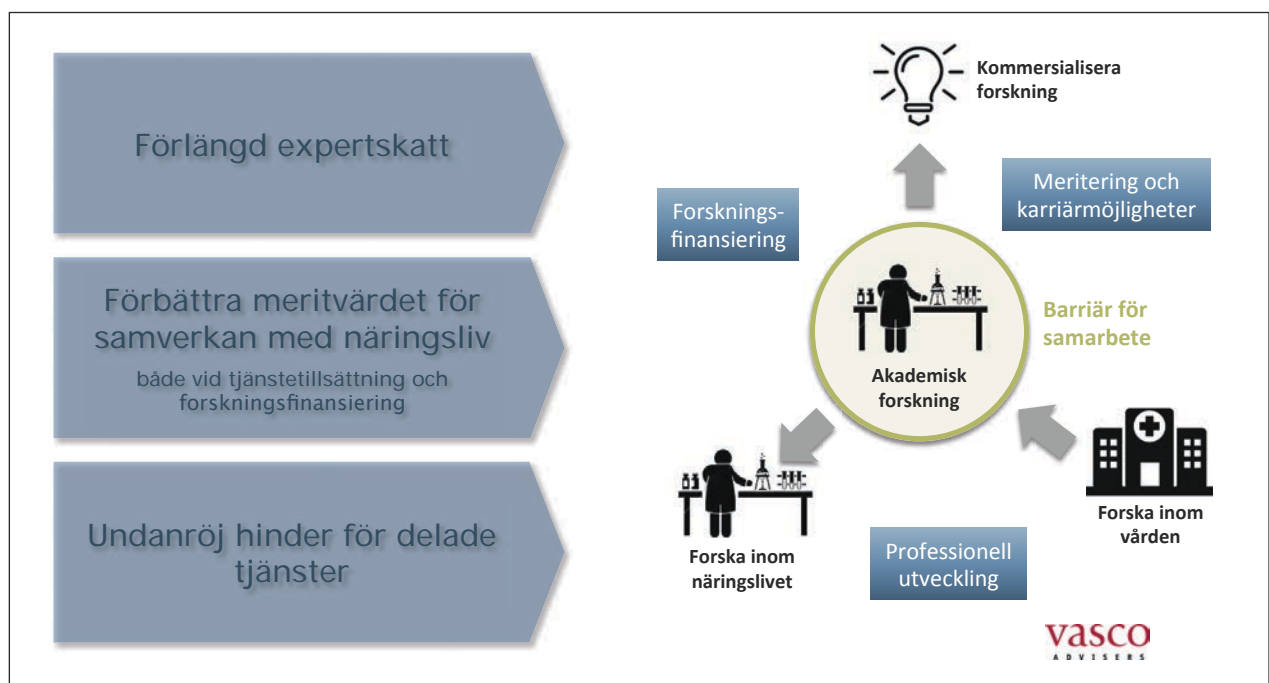 Förlängd expertskatt
Förbättra meritvärdet för
samverkan med näringsliv
både vid tjänstetillsättning och
forskningsfinansiering
Undanröj hinder för delade
tjänster
Kommersialisera
forskning
Meritering och
karriärmöjligheter
Forsknings-
finansiering
Barriär för
samarbete
Akademisk
forskning
Forska inom
vården
Forska inom
näringslivet
Professionell
utveckling
vasco
ADVISERS